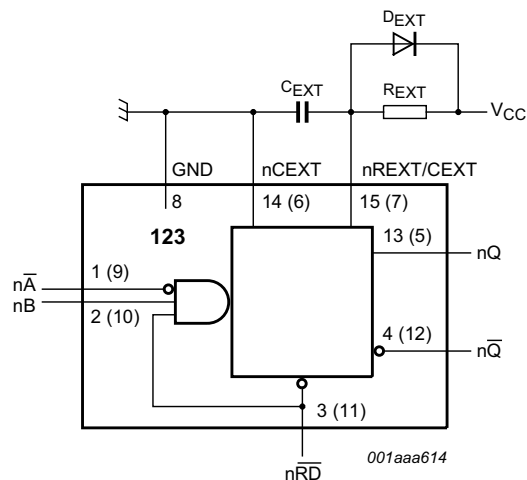 DEXT
CEXT
REXT
VCC
GND
nCEXT
nREXT/CEXT
8
14 (6)
15 (7)
123
13 (5)
nQ
1 (9)
nA̅
nB
2 (10)
4 (12)
nQ̅
3 (11)
001aaa614
nR̅D̅